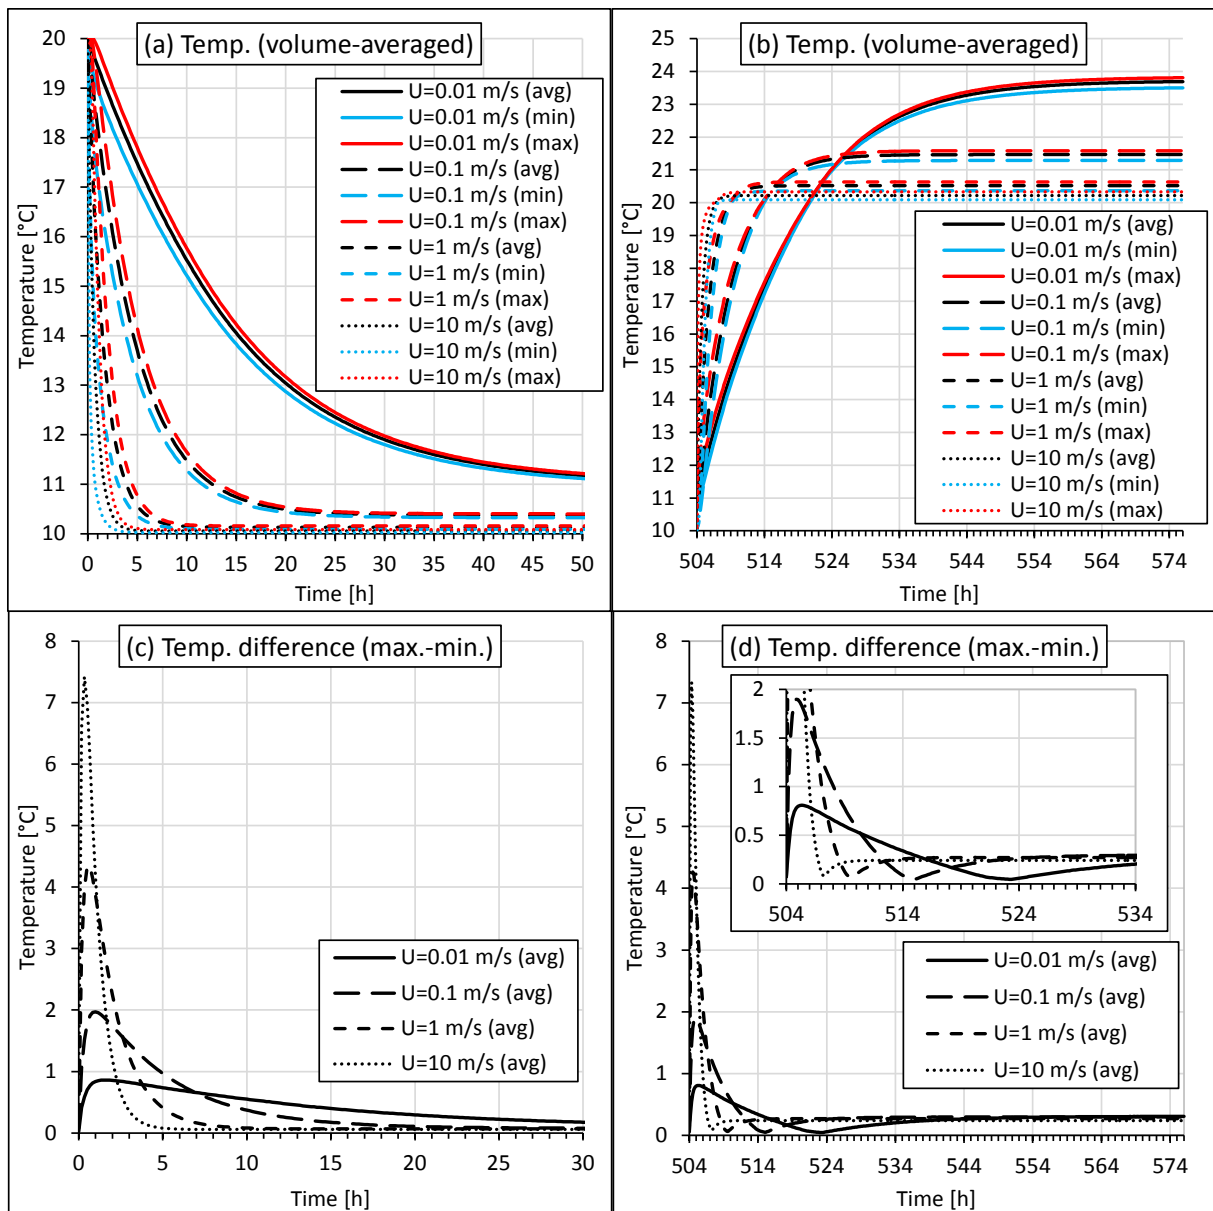 (a) Temp. (volume-averaged)
Temperature [°C]
20
19
18
17
16
15
14
13
12
11
10
U=0.01 m/s (avg)
U=0.01 m/s (min)
U=0.01 m/s (max)
U=0.1 m/s (avg)
U=0.1 m/s (min)
U=0.1 m/s (max)
U=1 m/s (avg)
U=1 m/s (min)
U=1 m/s (max)
U=10 m/s (avg)
U=10 m/s (min)
U=10 m/s (max)
0 5 10 15 20 25 30 35 40 45 50
Time [h]
(b) Temp. (volume-averaged)
Temperature [°C]
25
24
23
22
21
20
19
18
17
16
15
14
13
12
11
10
U=0.01 m/s (avg)
U=0.01 m/s (min)
U=0.01 m/s (max)
U=0.1 m/s (avg)
U=0.1 m/s (min)
U=0.1 m/s (max)
U=1 m/s (avg)
U=1 m/s (min)
U=1 m/s (max)
U=10 m/s (avg)
U=10 m/s (min)
U=10 m/s (max)
504 514 524 534 544 554 564 574
Time [h]
(c) Temp. difference (max.-min.)
Temperature [°C]
8
7
6
5
4
3
2
1
0
U=0.01 m/s (avg)
U=0.1 m/s (avg)
U=1 m/s (avg)
U=10 m/s (avg)
0 5 10 15 20 25 30
Time [h]
(d) Temp. difference (max.-min.)
Temperature [°C]
8
7
6
5
4
3
2
1
0
2
1.5
1
0.5
0
504 514 524 534
U=0.01 m/s (avg)
U=0.1 m/s (avg)
U=1 m/s (avg)
U=10 m/s (avg)
504 514 524 534 544 554 564 574
Time [h]